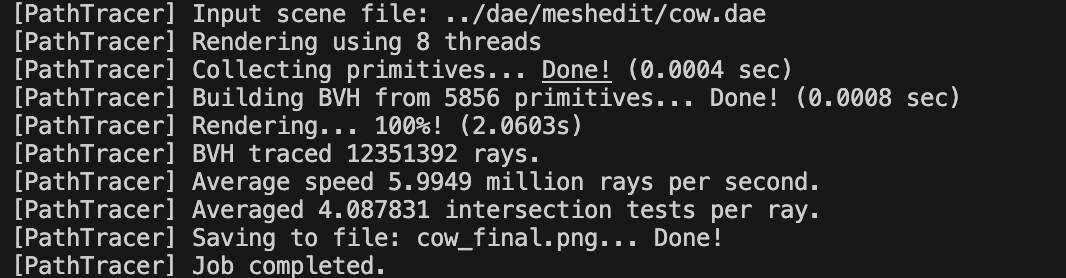 [PathTracer] Input scene file: ../dae/meshedit/cow.dae
[PathTracer] Rendering using 8 threads
[PathTracer] Collecting primitives... Done! (0.0004 sec)
[PathTracer] Building BVH from 5856 primitives... Done! (0.0008 sec)
[PathTracer] Rendering... 100%! (2.0603s)
[PathTracer] BVH traced 12351392 rays.
[PathTracer] Average speed 5.9949 million rays per second.
[PathTracer] Averaged 4.087831 intersection tests per ray.
[PathTracer] Saving to file: cow_final.png... Done!
[PathTracer] Job completed.